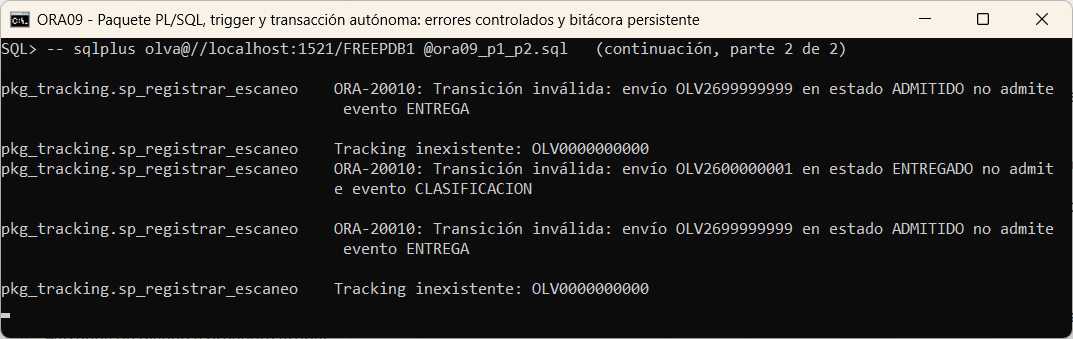 ORA09 - Paquete PL/SQL, trigger y transacción autónoma: errores controlados y bitácora persistente
SQL> -- sqlplus olva@//localhost:1521/FREEPDB1 @ora09_p1_p2.sql   (continuación, parte 2 de 2)
pkg_tracking.sp_registrar_escaneo    ORA-20010: Transición inválida: envío OLV2699999999 en estado ADMITIDO no admite
evento ENTREGA
pkg_tracking.sp_registrar_escaneo    Tracking inexistente: OLV0000000000
pkg_tracking.sp_registrar_escaneo    ORA-20010: Transición inválida: envío OLV2600000001 en estado ENTREGADO no admit
e evento CLASIFICACION
pkg_tracking.sp_registrar_escaneo    ORA-20010: Transición inválida: envío OLV2699999999 en estado ADMITIDO no admite
evento ENTREGA
pkg_tracking.sp_registrar_escaneo    Tracking inexistente: OLV0000000000